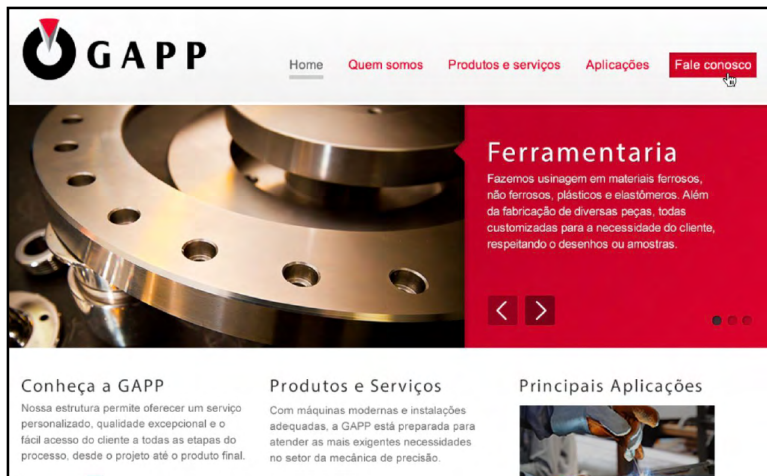 GAPP
Home Quem somos Produtos e serviços Aplicações Fale conosco
Ferramentaria
Fazemos usinagem em materiais ferrosos,
não ferrosos, plásticos e elastômeros. Além
da fabricação de diversas peças, todas
customizadas para a necessidade do cliente,
respeitando o desenhos ou amostras.
Conheça a GAPP
Nossa estrutura permite oferecer um serviço
personalizado, qualidade excepcional e o
fácil acesso do cliente a todas as etapas do
processo, desde o projeto até o produto final.
Produtos e Serviços
Com máquinas modernas e instalações
adequadas, a GAPP está preparada para
atender as mais exigentes necessidades
no setor da mecânica de precisão.
Principais Aplicações